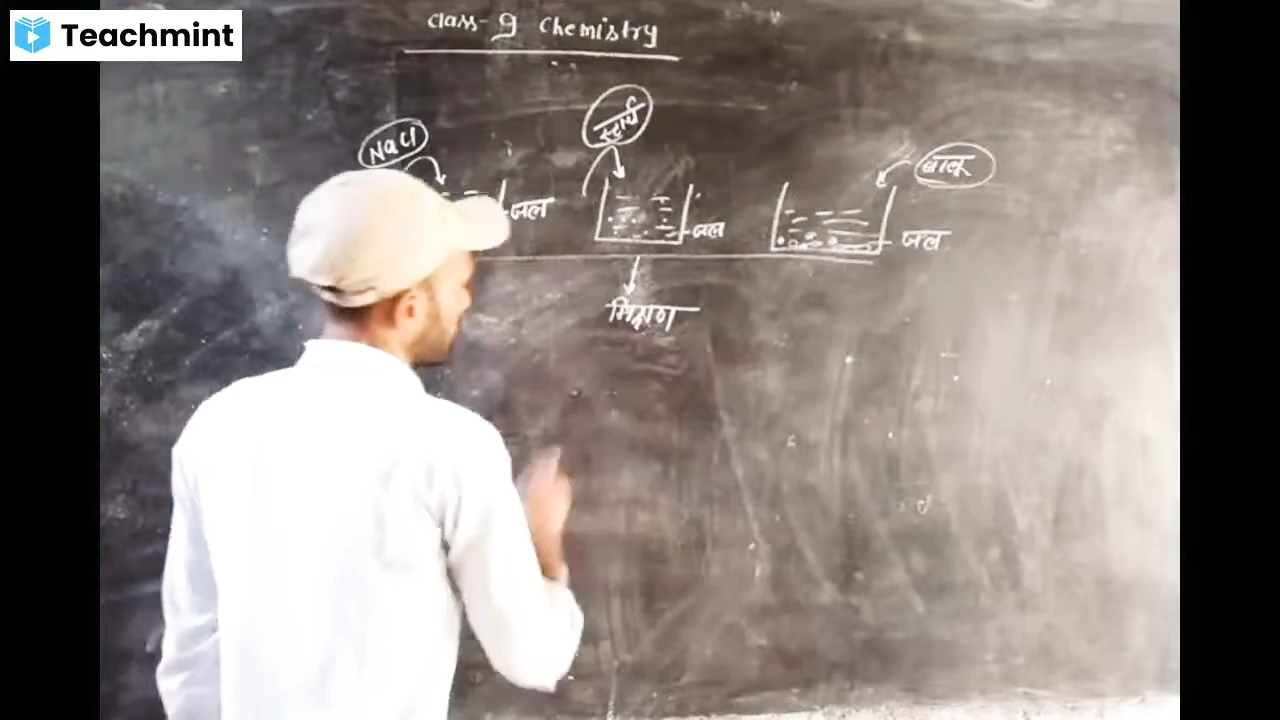 Teachmint
Class-9 Chemistry
NaCl
स्टार्च
बालू
जल
जल
जल
मिश्रण